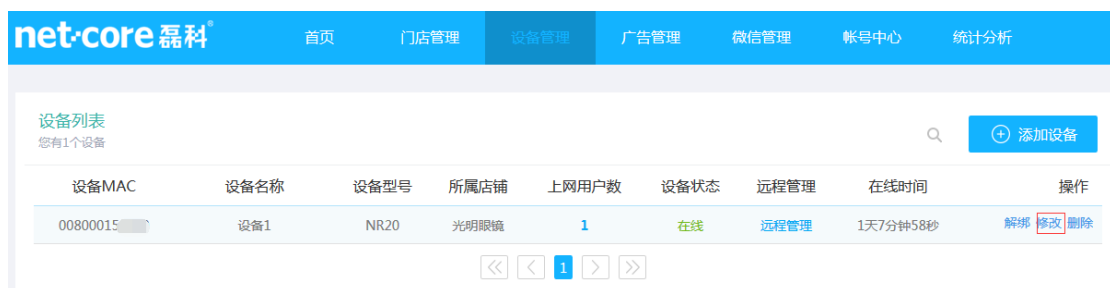 net·core磊科® 首页 门店管理 设备管理 广告管理 微信管理 帐号中心 统计分析
设备列表
您有1个设备
添加设备
设备MAC 设备名称 设备型号 所属店铺 上网用户数 设备状态 远程管理 在线时间 操作
00800015 设备1 NR20 光明眼镜 1 在线 远程管理 1天7分钟58秒 解绑 修改 删除
1